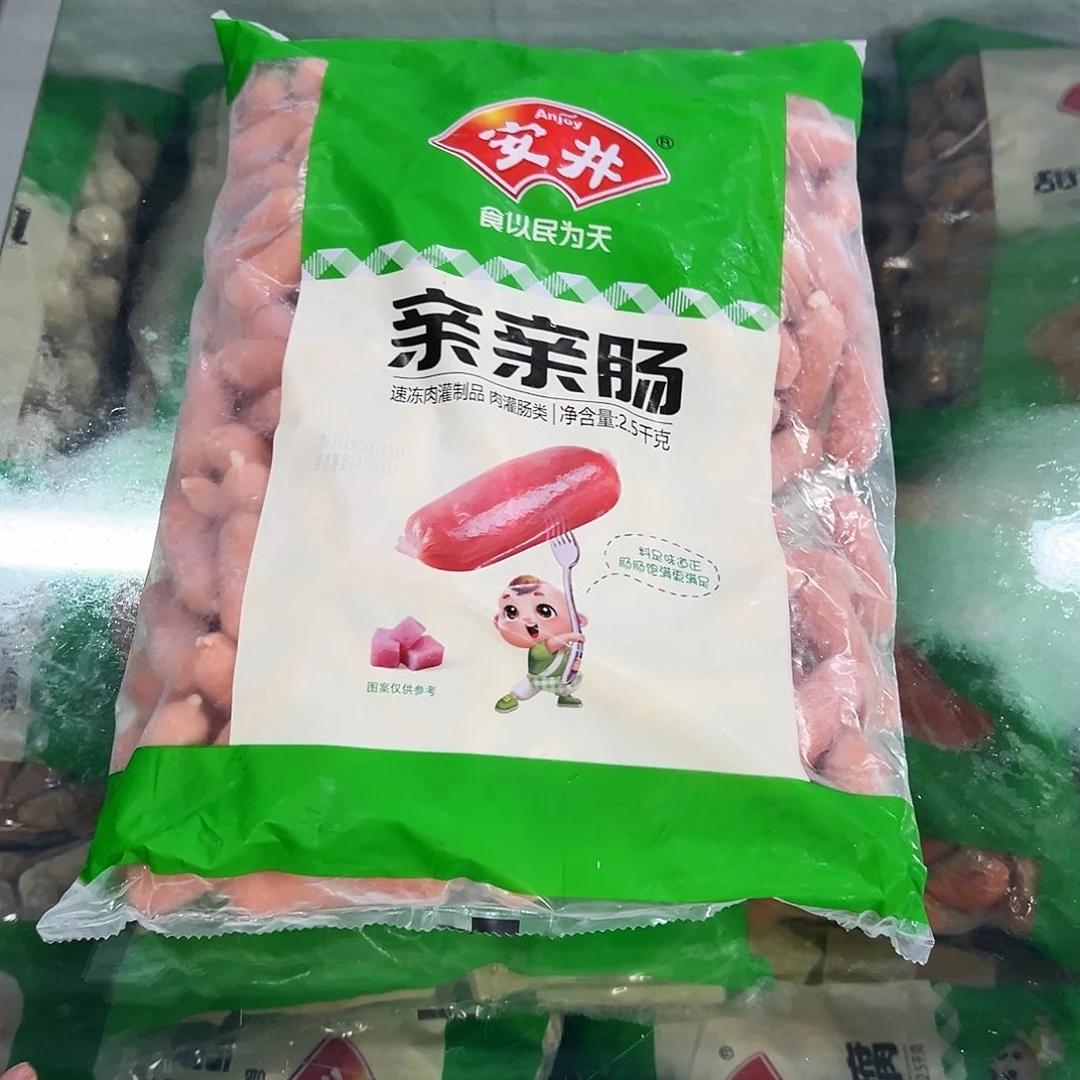 Anjoy
安井®
食以民为天
亲亲肠
速冻肉灌制品 肉灌肠类 | 净含量:2.5千克
料足味道正
肠肠饱满更满足
图案仅供参考